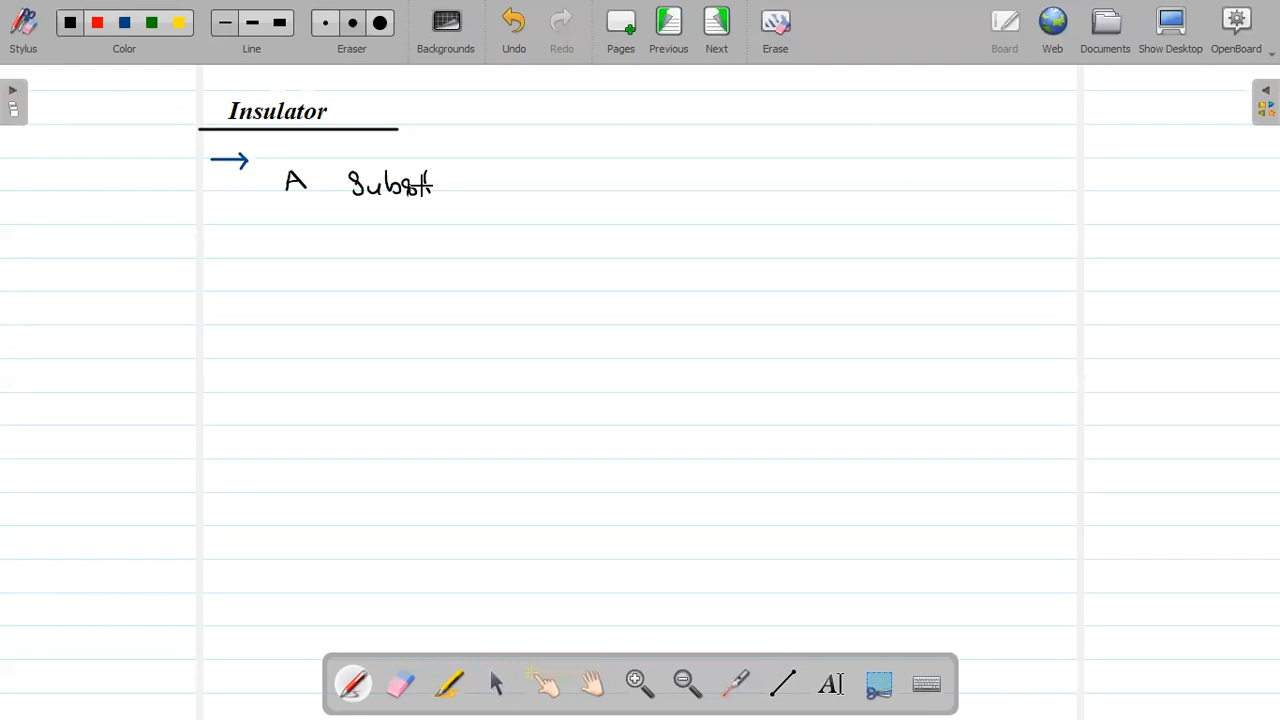 Stylus Color Line Eraser Backgrounds Undo Redo Pages Previous Next Erase Board Web Documents Show Desktop OpenBoard
Insulator
→ A Subst